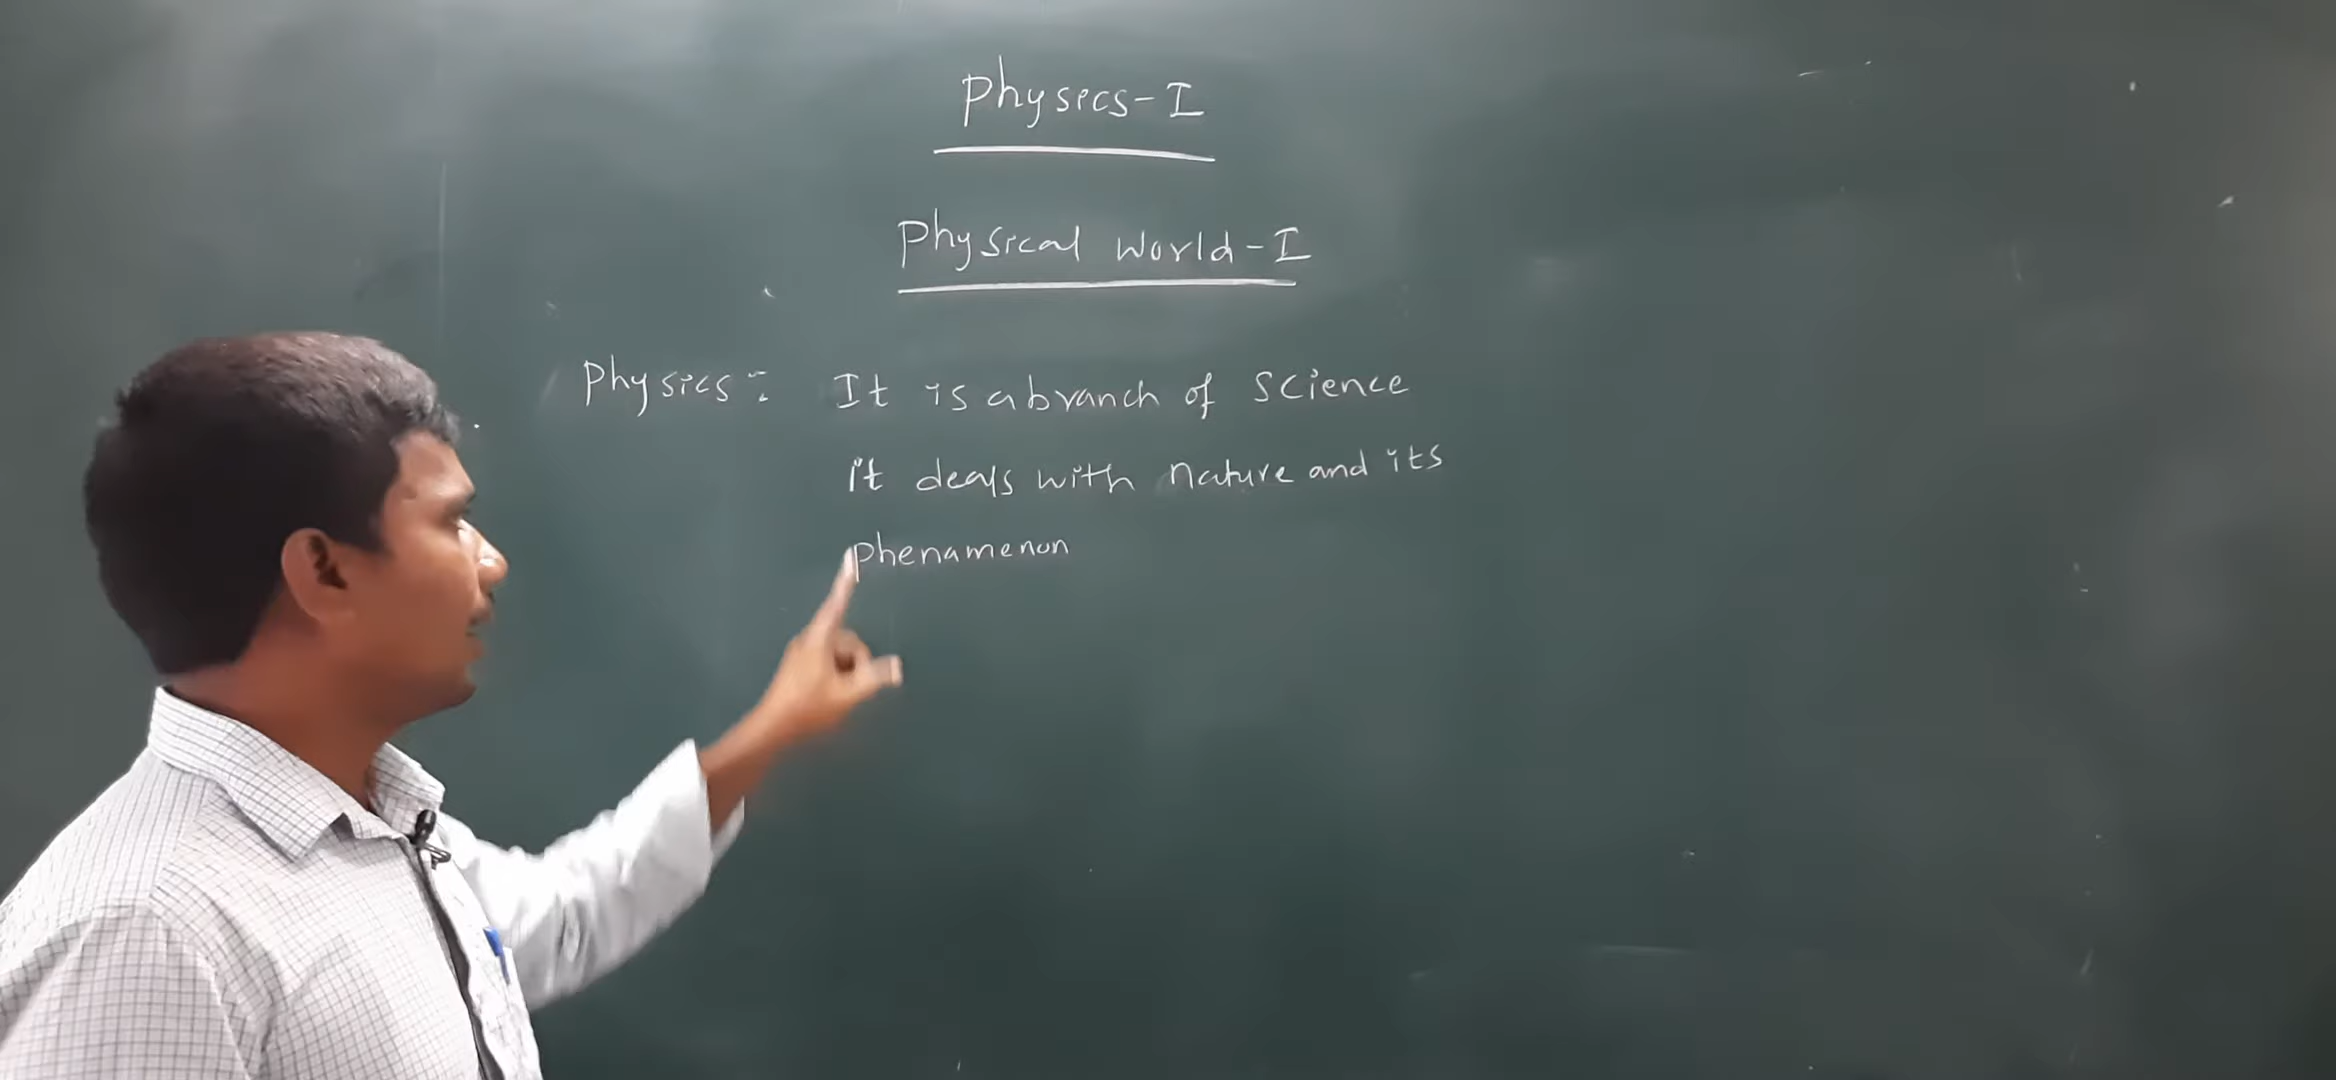 Physics-I
Physical World-I
Physics: It is a branch of Science
it deals with nature and its
phenamenon